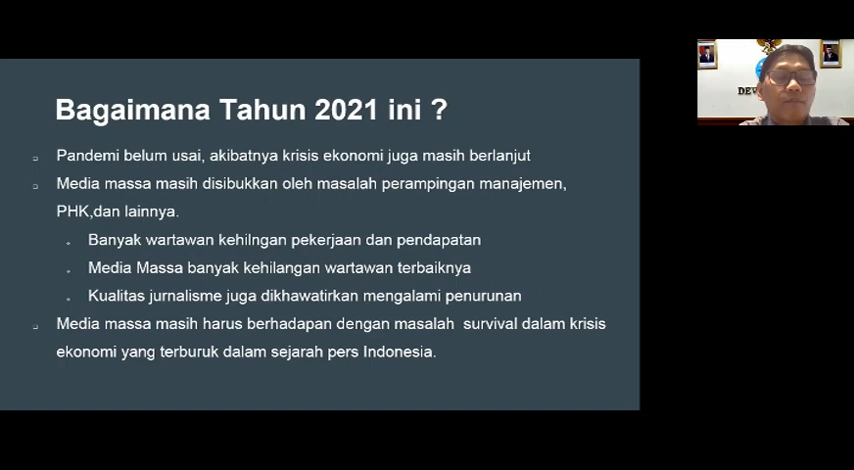 Bagaimana Tahun 2021 ini ?
Pandemi belum usai, akibatnya krisis ekonomi juga masih berlanjut
Media massa masih disibukkan oleh masalah perampingan manajemen,
PHK,dan lainnya.
Banyak wartawan kehilngan pekerjaan dan pendapatan
Media Massa banyak kehilangan wartawan terbaiknya
Kualitas jurnalisme juga dikhawatirkan mengalami penurunan
Media massa masih harus berhadapan dengan masalah survival dalam krisis
ekonomi yang terburuk dalam sejarah pers Indonesia.